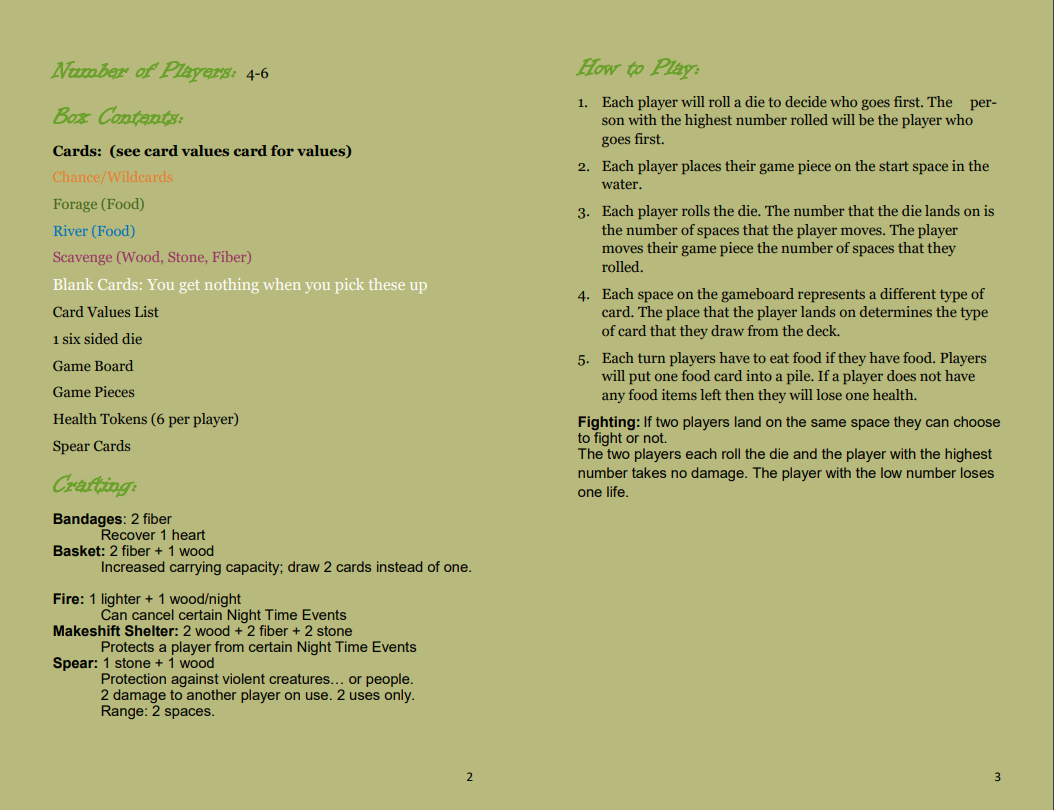 Number of Players: 4-6
Box Contents:
Cards: (see card values card for values)
Chance/Wildcards
Forage (Food)
River (Food)
Scavenge (Wood, Stone, Fiber)
Blank Cards: You get nothing when you pick these up
Card Values List
1 six sided die
Game Board
Game Pieces
Health Tokens (6 per player)
Spear Cards
Crafting:
Bandages: 2 fiber
Recover 1 heart
Basket: 2 fiber + 1 wood
Increased carrying capacity; draw 2 cards instead of one.
Fire: 1 lighter + 1 wood/night
Can cancel certain Night Time Events
Makeshift Shelter: 2 wood + 2 fiber + 2 stone
Protects a player from certain Night Time Events
Spear: 1 stone + 1 wood
Protection against violent creatures… or people.
2 damage to another player on use. 2 uses only.
Range: 2 spaces.
2
How to Play:
1. Each player will roll a die to decide who goes first. The per-
son with the highest number rolled will be the player who
goes first.
2. Each player places their game piece on the start space in the
water.
3. Each player rolls the die. The number that the die lands on is
the number of spaces that the player moves. The player
moves their game piece the number of spaces that they
rolled.
4. Each space on the gameboard represents a different type of
card. The place that the player lands on determines the type
of card that they draw from the deck.
5. Each turn players have to eat food if they have food. Players
will put one food card into a pile. If a player does not have
any food items left then they will lose one health.
Fighting: If two players land on the same space they can choose
to fight or not.
The two players each roll the die and the player with the highest
number takes no damage. The player with the low number loses
one life.
3